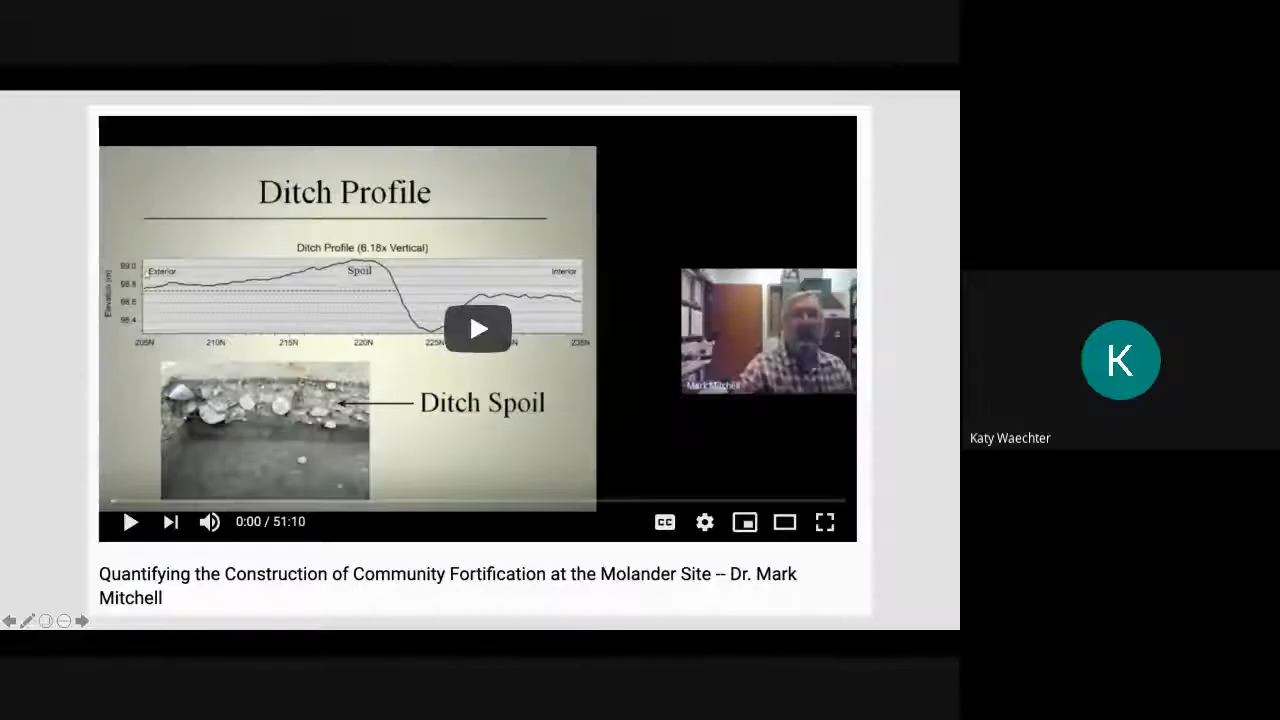 Ditch Profile
Ditch Profile (6.18x Vertical)
Exterior
Spoil
Interior
Elevation (m)
99.0
98.8
98.6
98.4
205N
210N
215N
220N
235N
Ditch Spoil
Mark Mitchell
0:00 / 51:10
CC
Quantifying the Construction of Community Fortification at the Molander Site -- Dr. Mark
Mitchell
K
Katy Waechter